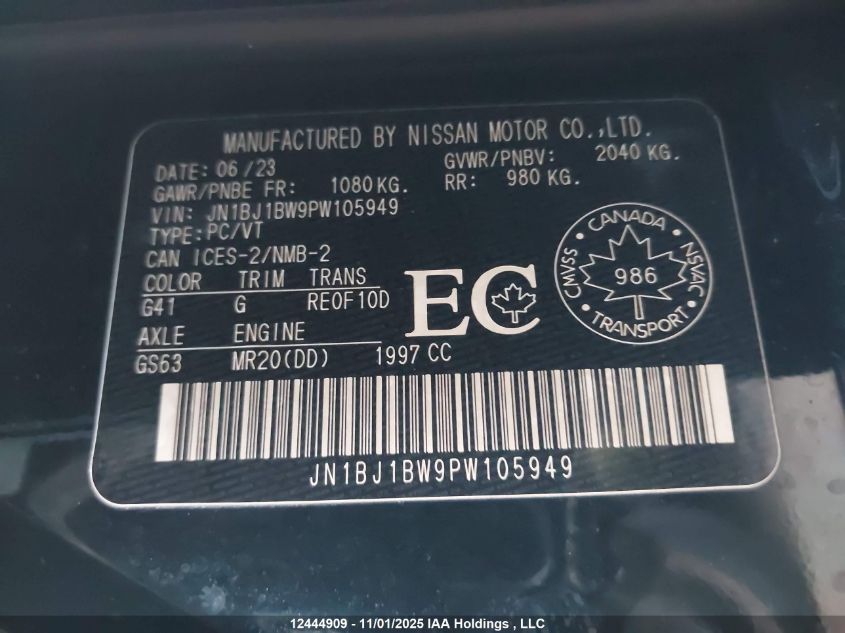 MANUFACTURED BY NISSAN MOTOR CO.,LTD.
DATE: 06/23 GVWR/PNBV: 2040 KG.
GAWR/PNBE FR: 1080KG. RR: 980 KG.
VIN: JN1BJ1BW9PW105949
TYPE:PC/VT
CAN ICES-2/NMB-2
COLOR TRIM TRANS
G41 G RE0F10D
AXLE ENGINE
GS63 MR20(DD) 1997 CC
EC
CANADA
CMVSS 986 NSVAC
TRANSPORT
JN1BJ1BW9PW105949
12444909 - 11/01/2025 IAA Holdings , LLC